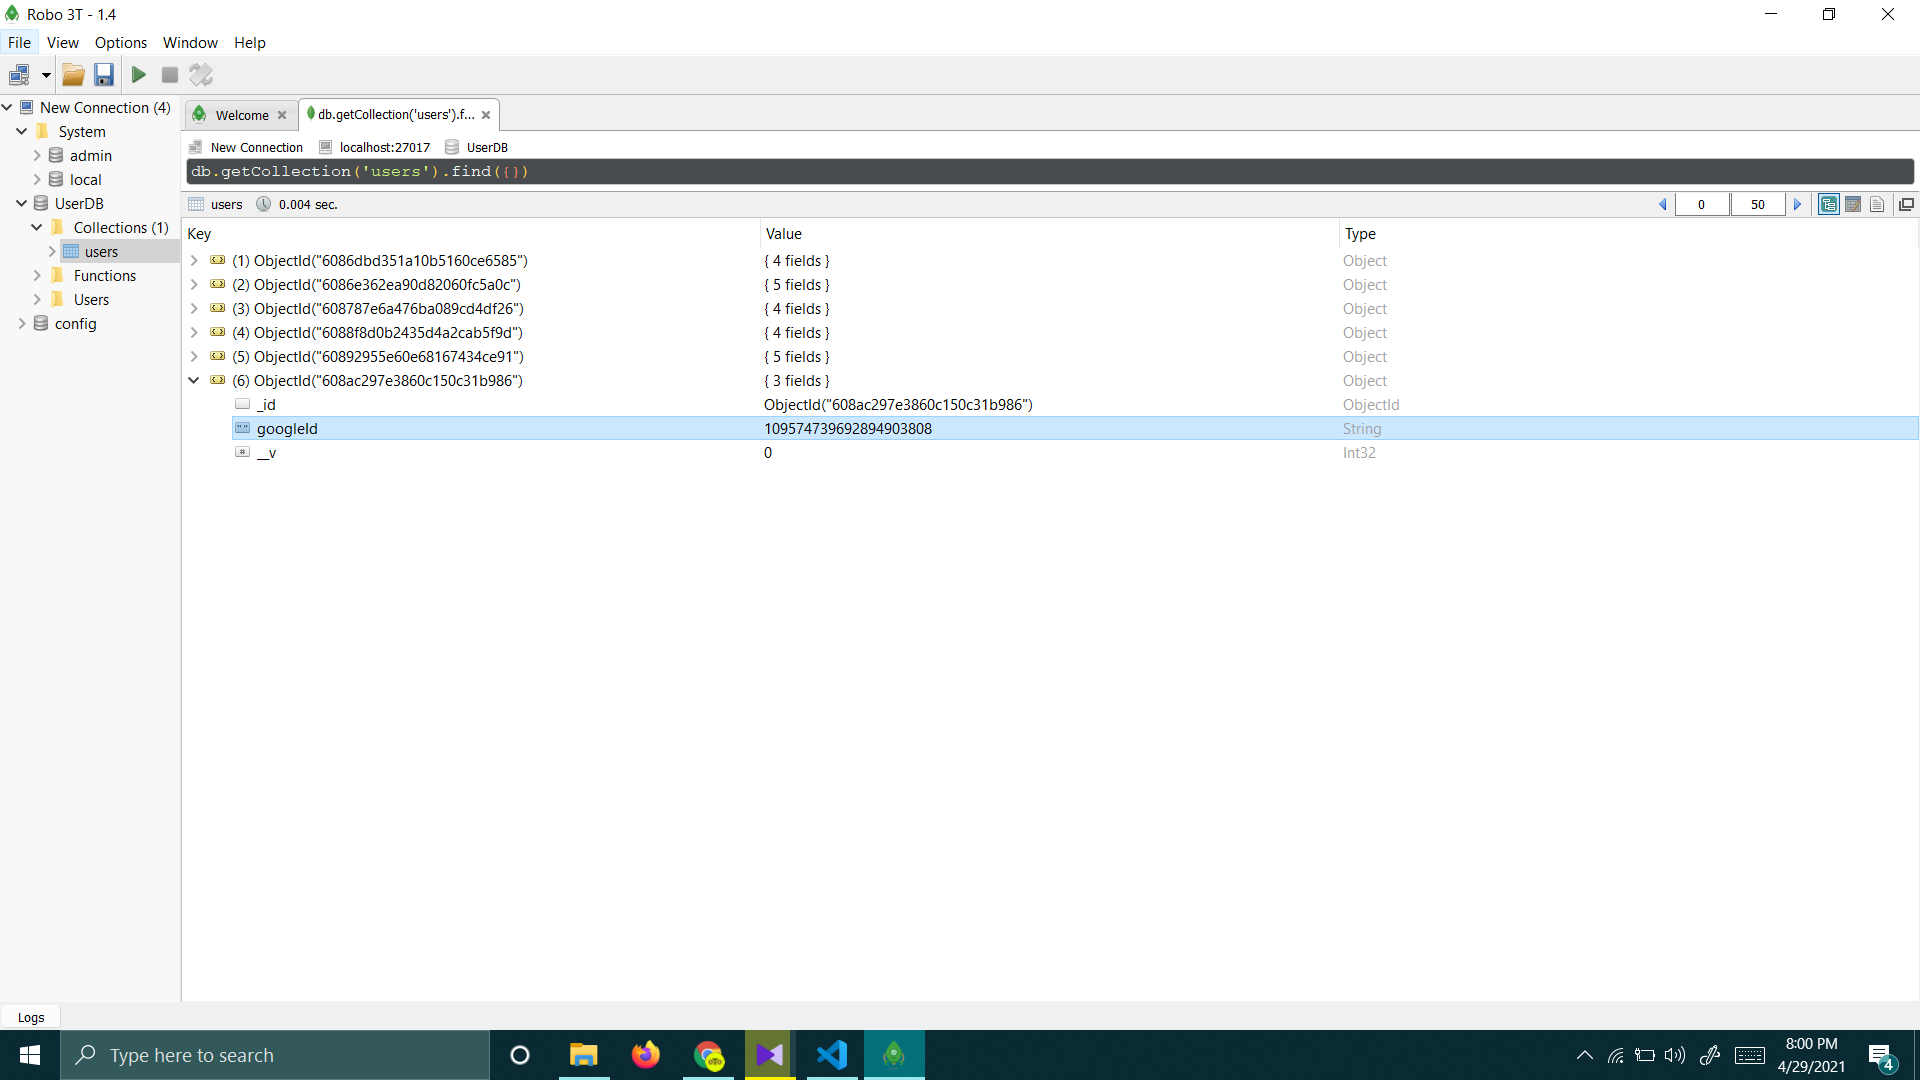 Robo 3T - 1.4
File View Options Window Help
New Connection (4)
System
admin
local
UserDB
Collections (1)
users
Functions
Users
config
Welcome db.getCollection('users').f...
New Connection localhost:27017 UserDB
db.getCollection('users').find({})
users 0.004 sec. 0 50
Key Value Type
(1) ObjectId("6086dbd351a10b5160ce6585") { 4 fields } Object
(2) ObjectId("6086e362ea90d82060fc5a0c") { 5 fields } Object
(3) ObjectId("608787e6a476ba089cd4df26") { 4 fields } Object
(4) ObjectId("6088f8d0b2435d4a2cab5f9d") { 4 fields } Object
(5) ObjectId("60892955e60e68167434ce91") { 5 fields } Object
(6) ObjectId("608ac297e3860c150c31b986") { 3 fields } Object
_id ObjectId("608ac297e3860c150c31b986") ObjectId
googleId 109574739692894903808 String
__v 0 Int32
Logs
Type here to search
8:00 PM
4/29/2021
4